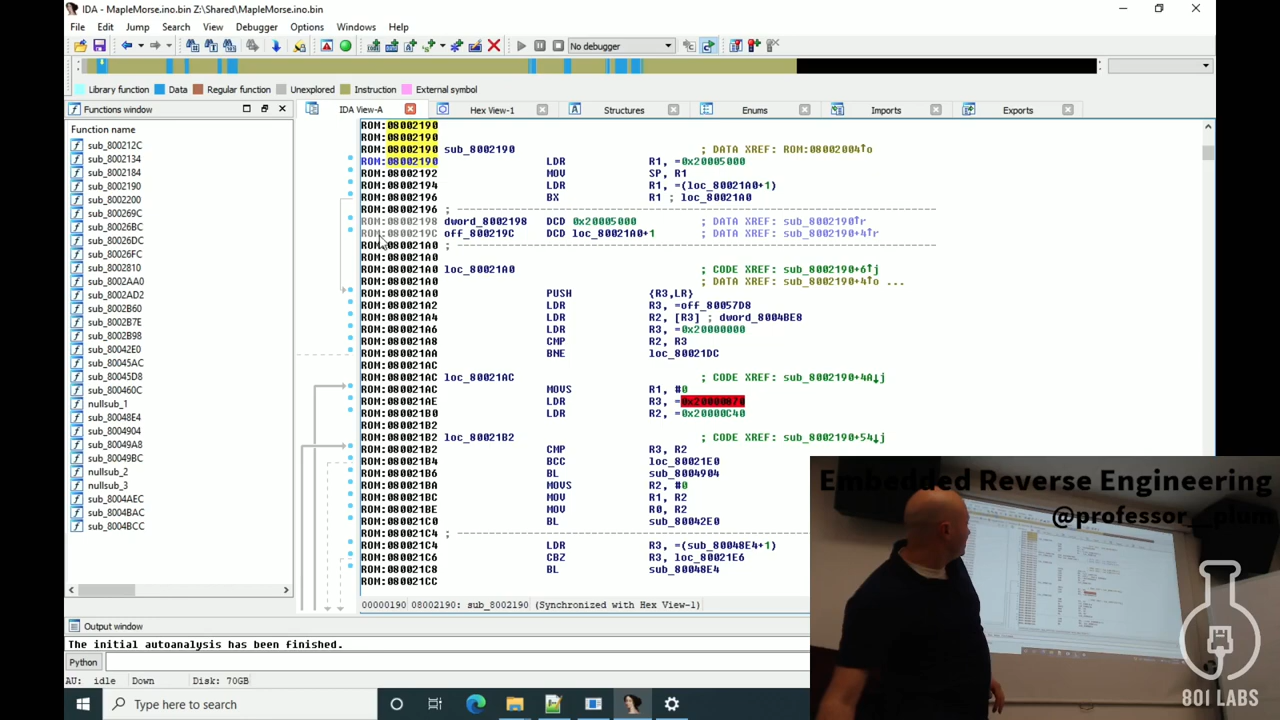 IDA - MapleMorse.ino.bin Z:\Shared\MapleMorse.ino.bin
File Edit Jump Search View Debugger Options Windows Help
No debugger
Library function Data Regular function Unexplored Instruction External symbol
Functions window
IDA View-A Hex View-1 Structures Enums Imports Exports
Function name
sub_800212C
sub_8002134
sub_8002184
sub_8002190
sub_8002200
sub_800269C
sub_80026BC
sub_80026DC
sub_80026FC
sub_8002810
sub_8002AA0
sub_8002AD2
sub_8002B60
sub_8002B7E
sub_8002B98
sub_80042E0
sub_80045AC
sub_80045D8
sub_800460C
nullsub_1
sub_80048E4
sub_8004904
sub_80049A8
sub_80049BC
nullsub_2
nullsub_3
sub_8004AEC
sub_8004BAC
sub_8004BCC
ROM:08002190
ROM:08002190
ROM:08002190 sub_8002190 ; DATA XREF: ROM:08002004↑o
ROM:08002190 LDR R1, =0x20005000
ROM:08002192 MOV SP, R1
ROM:08002194 LDR R1, =(loc_80021A0+1)
ROM:08002196 BX R1 ; loc_80021A0
ROM:08002196 ; ---------------------------------------------------------------------------
ROM:08002198 dword_8002198 DCD 0x20005000 ; DATA XREF: sub_8002190↑r
ROM:0800219C off_800219C DCD loc_80021A0+1 ; DATA XREF: sub_8002190+4↑r
ROM:080021A0 ; ---------------------------------------------------------------------------
ROM:080021A0
ROM:080021A0 loc_80021A0 ; CODE XREF: sub_8002190+6↑j
ROM:080021A0 ; DATA XREF: sub_8002190+4↑o ...
ROM:080021A0 PUSH {R3,LR}
ROM:080021A2 LDR R3, =off_80057D8
ROM:080021A4 LDR R2, [R3] ; dword_8004BE8
ROM:080021A6 LDR R3, =0x20000000
ROM:080021A8 CMP R2, R3
ROM:080021AA BNE loc_80021DC
ROM:080021AC
ROM:080021AC loc_80021AC ; CODE XREF: sub_8002190+4A↓j
ROM:080021AC MOVS R1, #0
ROM:080021AE LDR R3, =0x20000870
ROM:080021B0 LDR R2, =0x20000C40
ROM:080021B2
ROM:080021B2 loc_80021B2 ; CODE XREF: sub_8002190+54↓j
ROM:080021B2 CMP R3, R2
ROM:080021B4 BCC loc_80021E0
ROM:080021B6 BL sub_8004904
ROM:080021BA MOVS R2, #0
ROM:080021BC MOV R1, R2
ROM:080021BE MOV R0, R2
ROM:080021C0 BL sub_80042E0
ROM:080021C4 ; ---------------------------------------------
ROM:080021C4 LDR R3, =(sub_80048E4+1)
ROM:080021C6 CBZ R3, loc_80021E6
ROM:080021C8 BL sub_80048E4
ROM:080021CC
00000190 08002190: sub_8002190 (Synchronized with Hex View-1)
Output window
The initial autoanalysis has been finished.
Python
AU: idle Down Disk: 70GB
Type here to search
Embedded Reverse Engineering
@professor__plum
801 LABS